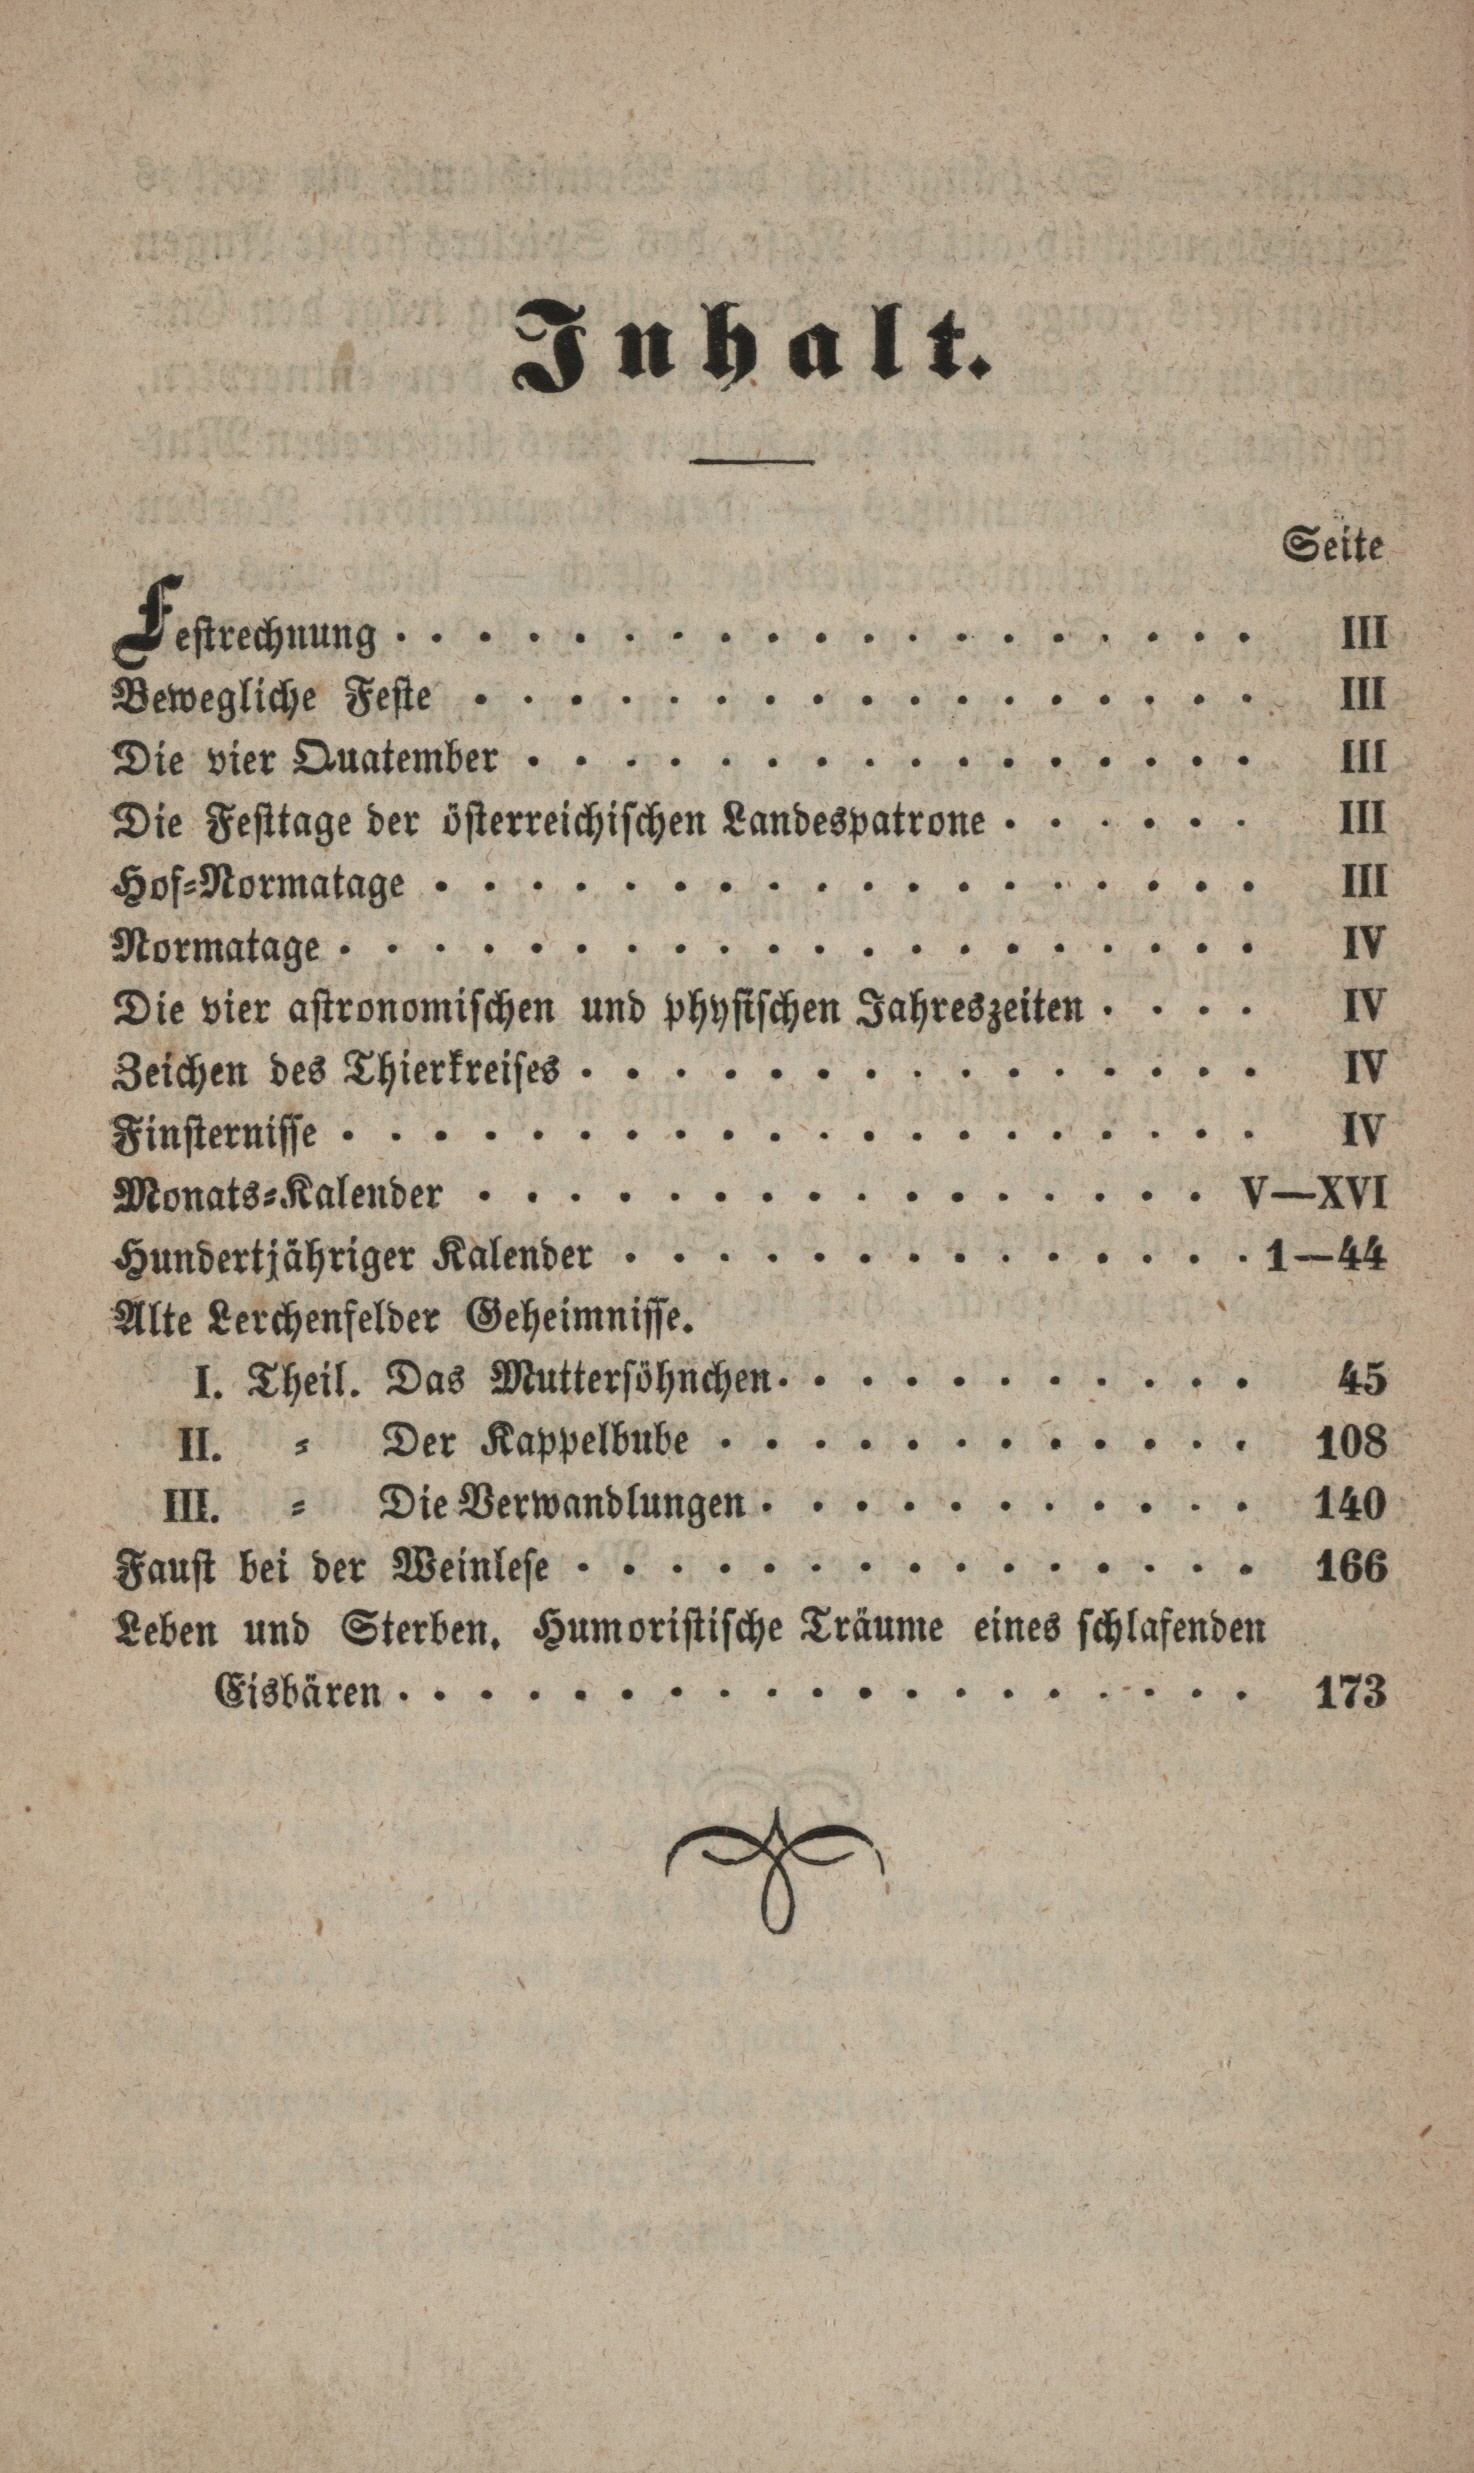 Inhalt.
Seite
Festrechnung . . . . . . . . . . . . . . . . . . . III
Bewegliche Feste . . . . . . . . . . . . . . . . . III
Die vier Quatember . . . . . . . . . . . . . . . . III
Die Festtage der österreichischen Landespatrone . . . . . . III
Hof-Normatage . . . . . . . . . . . . . . . . . . III
Normatage . . . . . . . . . . . . . . . . . . . . IV
Die vier astronomischen und physischen Jahreszeiten . . . . IV
Zeichen des Thierkreises . . . . . . . . . . . . . . . IV
Finsternisse . . . . . . . . . . . . . . . . . . . . IV
Monats-Kalender . . . . . . . . . . . . . . . . V—XVI
Hundertjähriger Kalender . . . . . . . . . . . . . . 1—44
Alte Lerchenfelder Geheimnisse.
I. Theil. Das Muttersöhnchen. . . . . . . . . . . . 45
II. „ Der Kappelbube . . . . . . . . . . . . 108
III. „ Die Verwandlungen . . . . . . . . . . . 140
Faust bei der Weinlese . . . . . . . . . . . . . . . 166
Leben und Sterben. Humoristische Träume eines schlafenden
Eisbären . . . . . . . . . . . . . . . . . . . 173